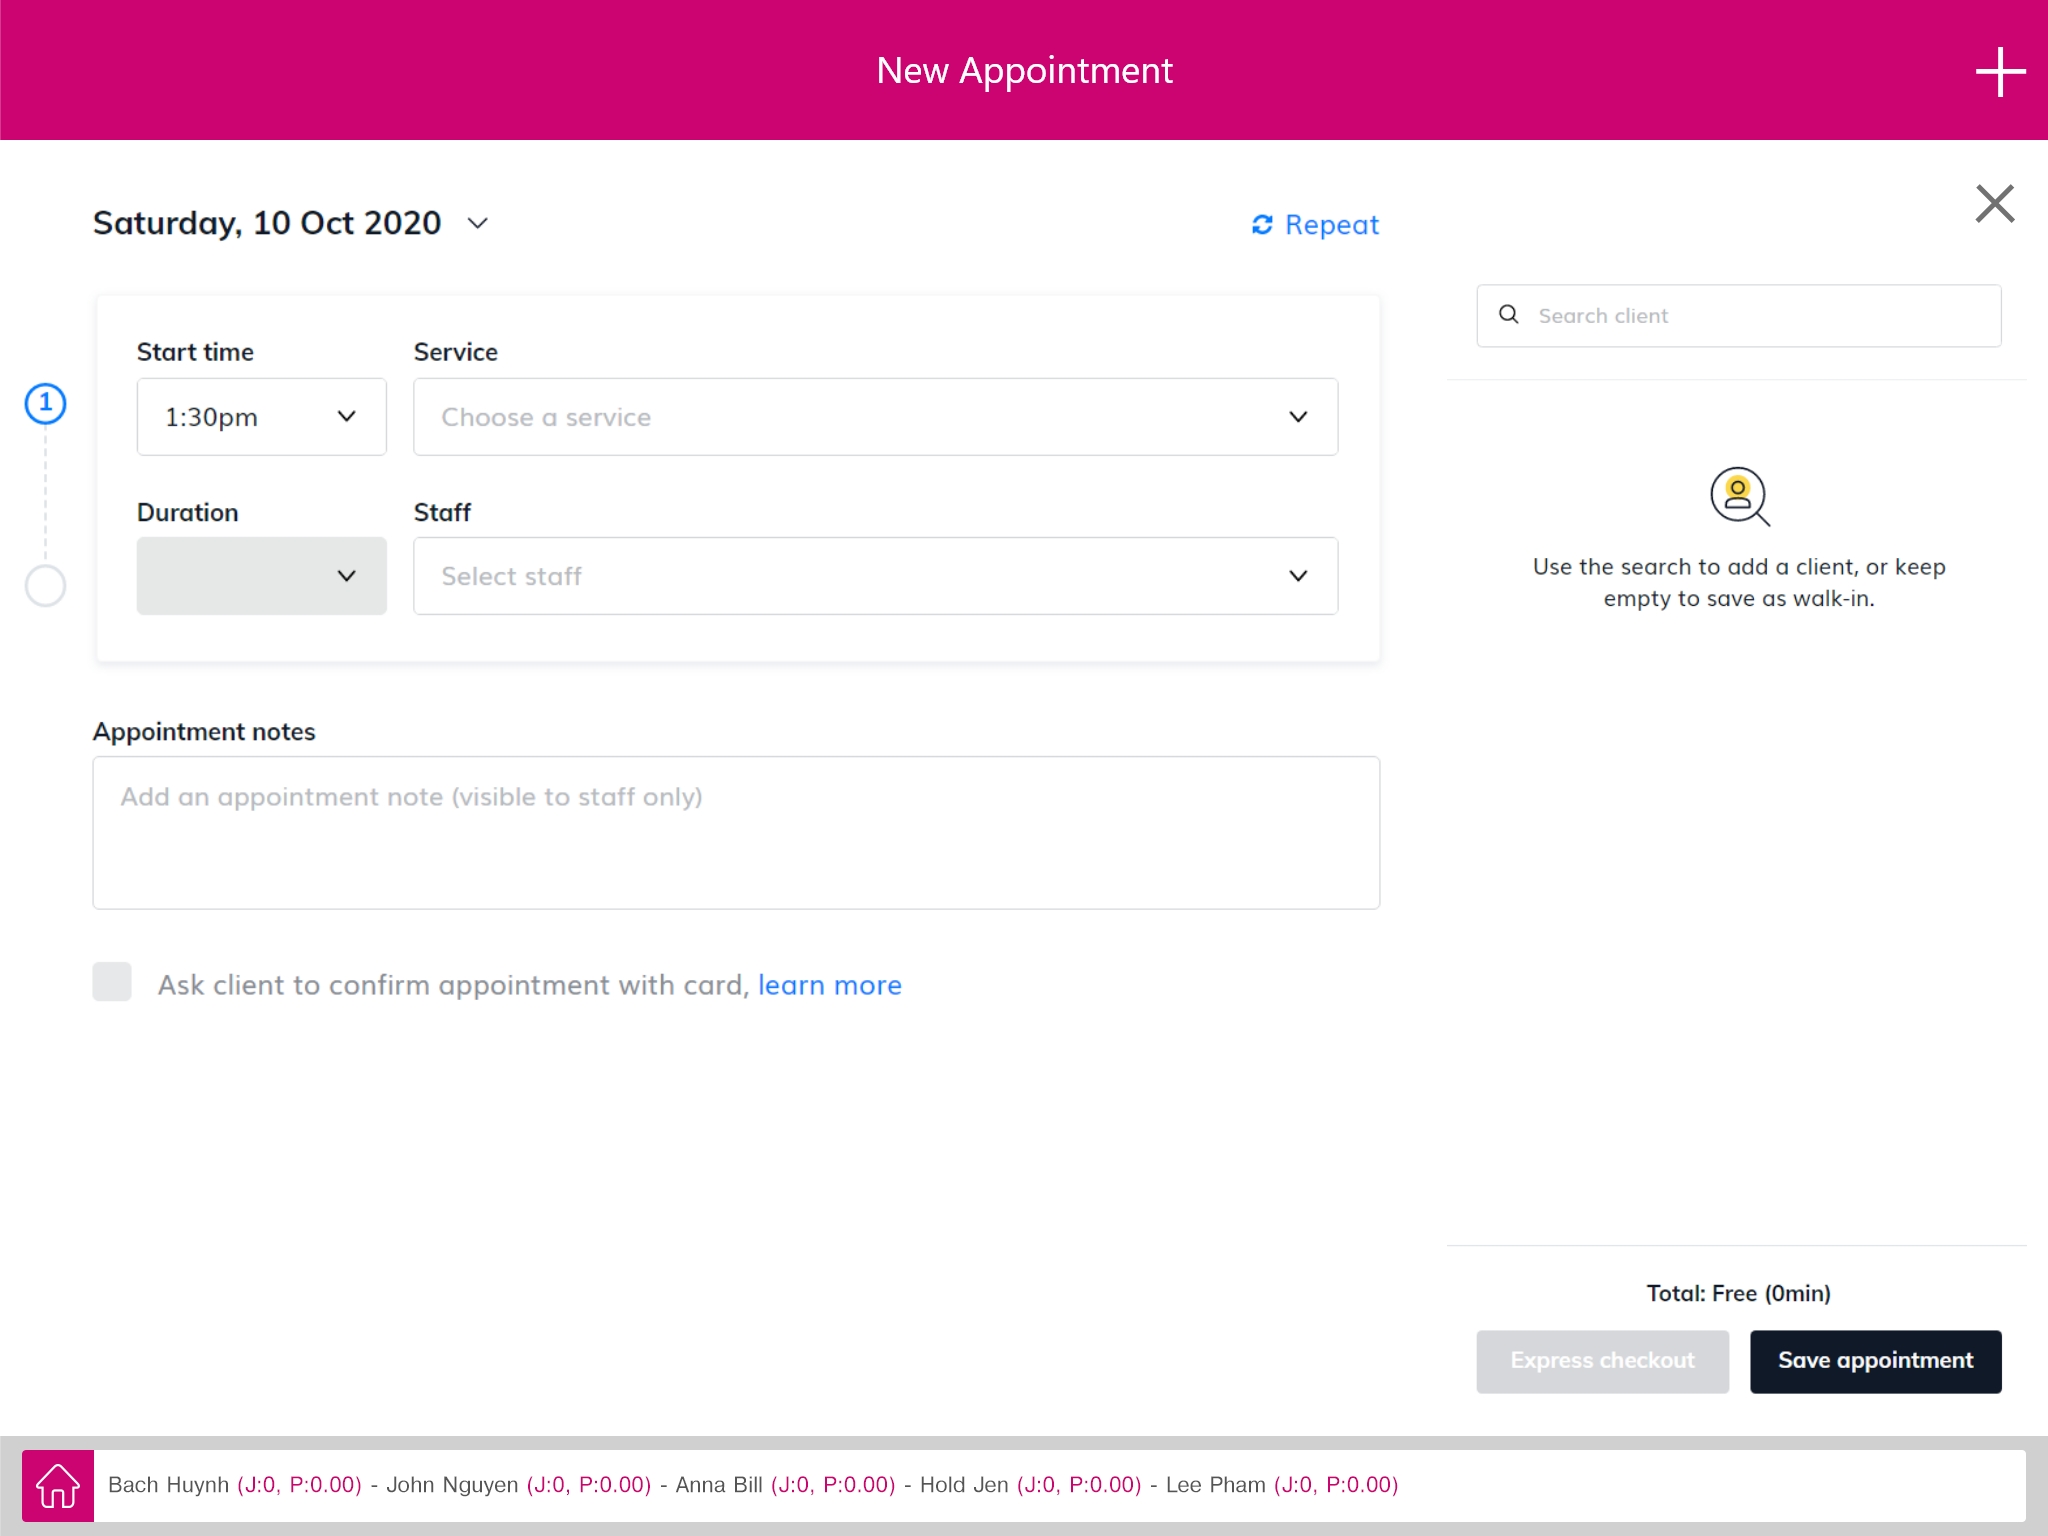 New Appointment
Saturday, 10 Oct 2020
Repeat
Search client
Start time
Service
1
1:30pm
Choose a service
Duration
Staff
Select staff
Use the search to add a client, or keep
empty to save as walk-in.
Appointment notes
Add an appointment note (visible to staff only)
Ask client to confirm appointment with card, learn more
Total: Free (0min)
Express checkout
Save appointment
Bach Huynh (J:0, P:0.00) - John Nguyen (J:0, P:0.00) - Anna Bill (J:0, P:0.00) - Hold Jen (J:0, P:0.00) - Lee Pham (J:0, P:0.00)